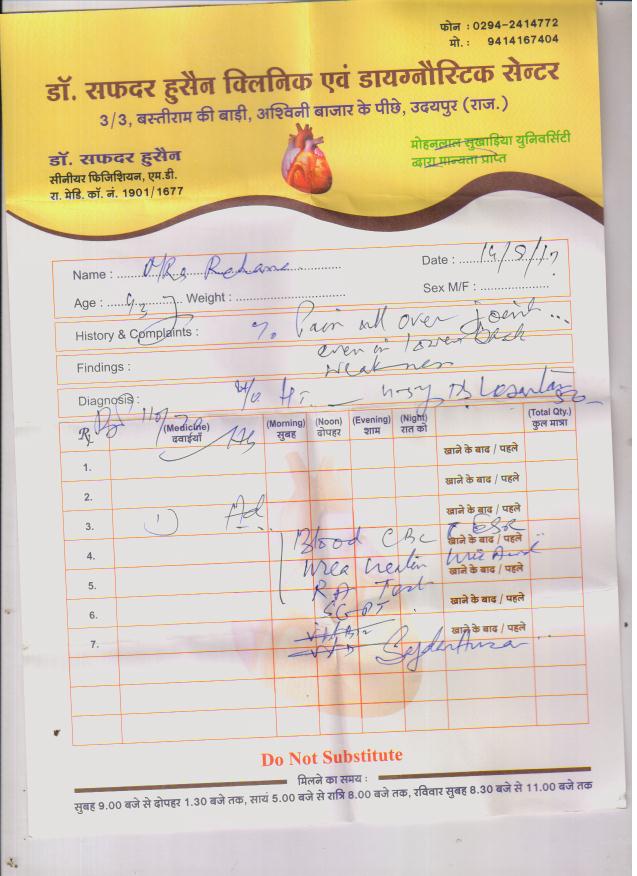 फोन : 0294-2414772
मो. : 9414167404
डॉ. सफदर हुसैन क्लिनिक एवं डायग्नौस्टिक सेन्टर
3/3, बस्तीराम की बाड़ी, अश्विनी बाजार के पीछे, उदयपुर (राज.)
डॉ. सफदर हुसैन
सीनीयर फिजिशियन, एम.डी.
रा. मेडि. कॉ. नं. 1901/1677
मोहनलाल सुखाड़िया युनिवर्सिटी
द्वारा मान्यता प्राप्त
Name : Mrs Rehana
Date :
Age : Weight :
Sex M/F :
History & Complaints : Pain all over joint...
even in lower back
Findings : weakness
Diagnosis : Losartan 50
Rx (Medicine) दवाईयाँ (Morning) सुबह (Noon) दोपहर (Evening) शाम (Night) रात को (Total Qty.) कुल मात्रा
खाने के बाद / पहले
1.
खाने के बाद / पहले
2.
खाने के बाद / पहले
3. 1) Ad
Blood CBC ESR
खाने के बाद / पहले
4.
Urea Uric Acid
खाने के बाद / पहले
5.
RA Test
खाने के बाद / पहले
6.
SGPT
खाने के बाद / पहले
7.
Do Not Substitute
मिलने का समय :
सुबह 9.00 बजे से दोपहर 1.30 बजे तक, सायं 5.00 बजे से रात्रि 8.00 बजे तक, रविवार सुबह 8.30 बजे से 11.00 बजे तक